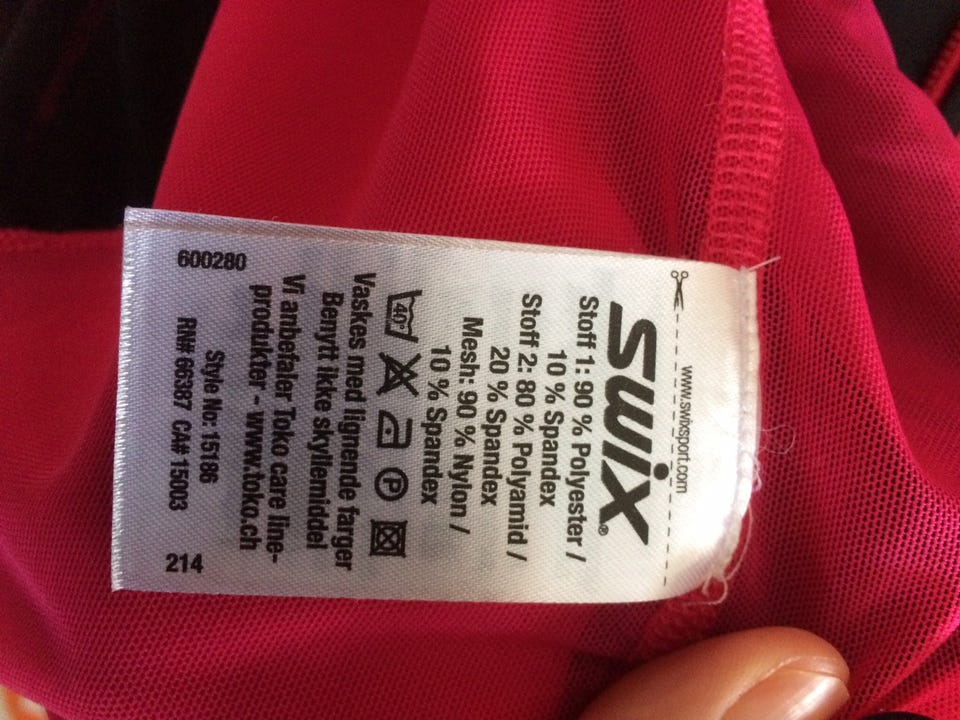 www.swixsport.com
SWIX®
Stoff 1: 90 % Polyester /
10 % Spandex
Stoff 2: 80 % Polyamid /
20 % Spandex
Mesh: 90 % Nylon /
10 % Spandex
40°
P
Vaskes med lignende farger
Benytt ikke skyllemiddel
Vi anbefaler Toko care line-
produkter - www.toko.ch
Style No: 15186
RN# 66387 CA# 15003
600280
214